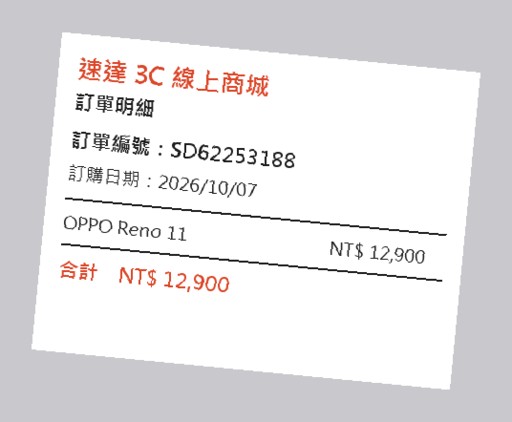 速達 3C 線上商城
訂單明細
訂單編號：SD62253188
訂購日期：2026/10/07
OPPO Reno 11 NT$ 12,900
合計 NT$ 12,900